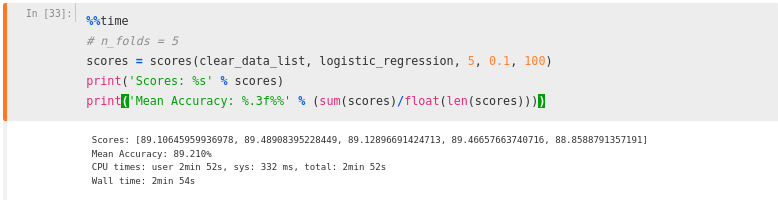 In [33]:
%%time
# n_folds = 5
scores = scores(clear_data_list, logistic_regression, 5, 0.1, 100)
print('Scores: %s' % scores)
print('Mean Accuracy: %.3f%%' % (sum(scores)/float(len(scores))))
Scores: [89.10645959936978, 89.48908395228449, 89.12896691424713, 89.46657663740716, 88.8588791357191]
Mean Accuracy: 89.210%
CPU times: user 2min 52s, sys: 332 ms, total: 2min 52s
Wall time: 2min 54s